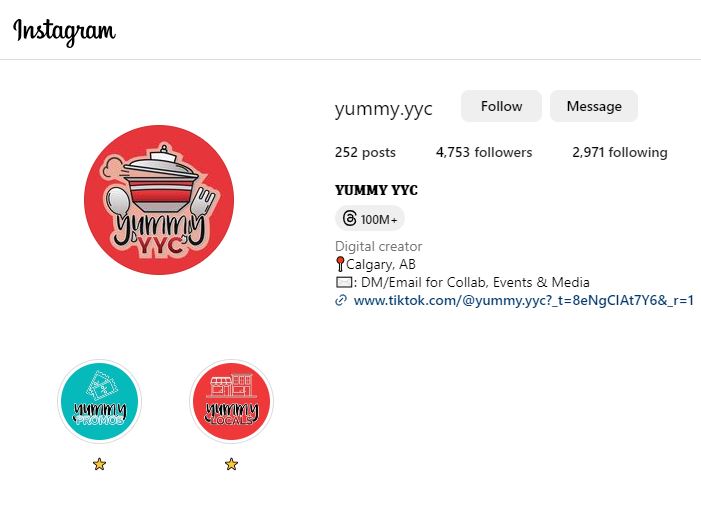 Instagram
yummy.yyc Follow Message
252 posts 4,753 followers 2,971 following
YUMMY YYC
100M+
Digital creator
📍Calgary, AB
✉️: DM/Email for Collab, Events & Media
www.tiktok.com/@yummy.yyc?_t=8eNgCIAt7Y6&_r=1
yummy
YYC
yummy
PROMOS
yummy
LOCALS
⭐ ⭐